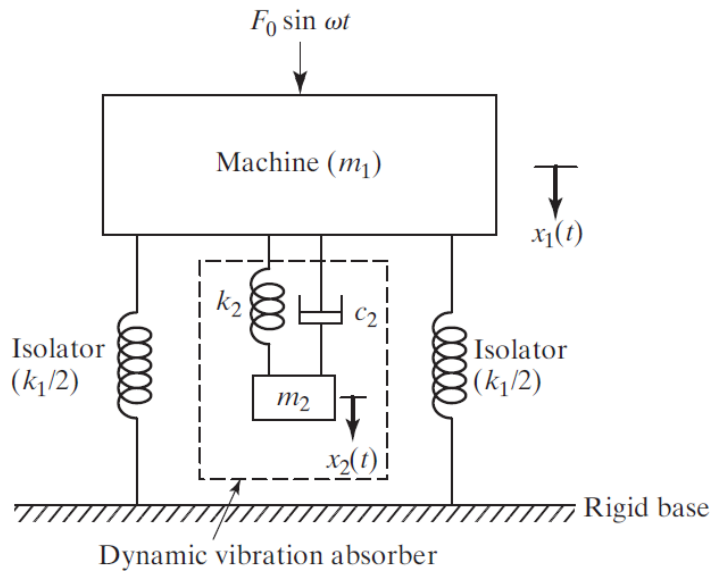 F₀ sin ωt
Machine (m₁)
x₁(t)
k₂
c₂
Isolator
(k₁/2)
Isolator
(k₁/2)
m₂
x₂(t)
Rigid base
Dynamic vibration absorber